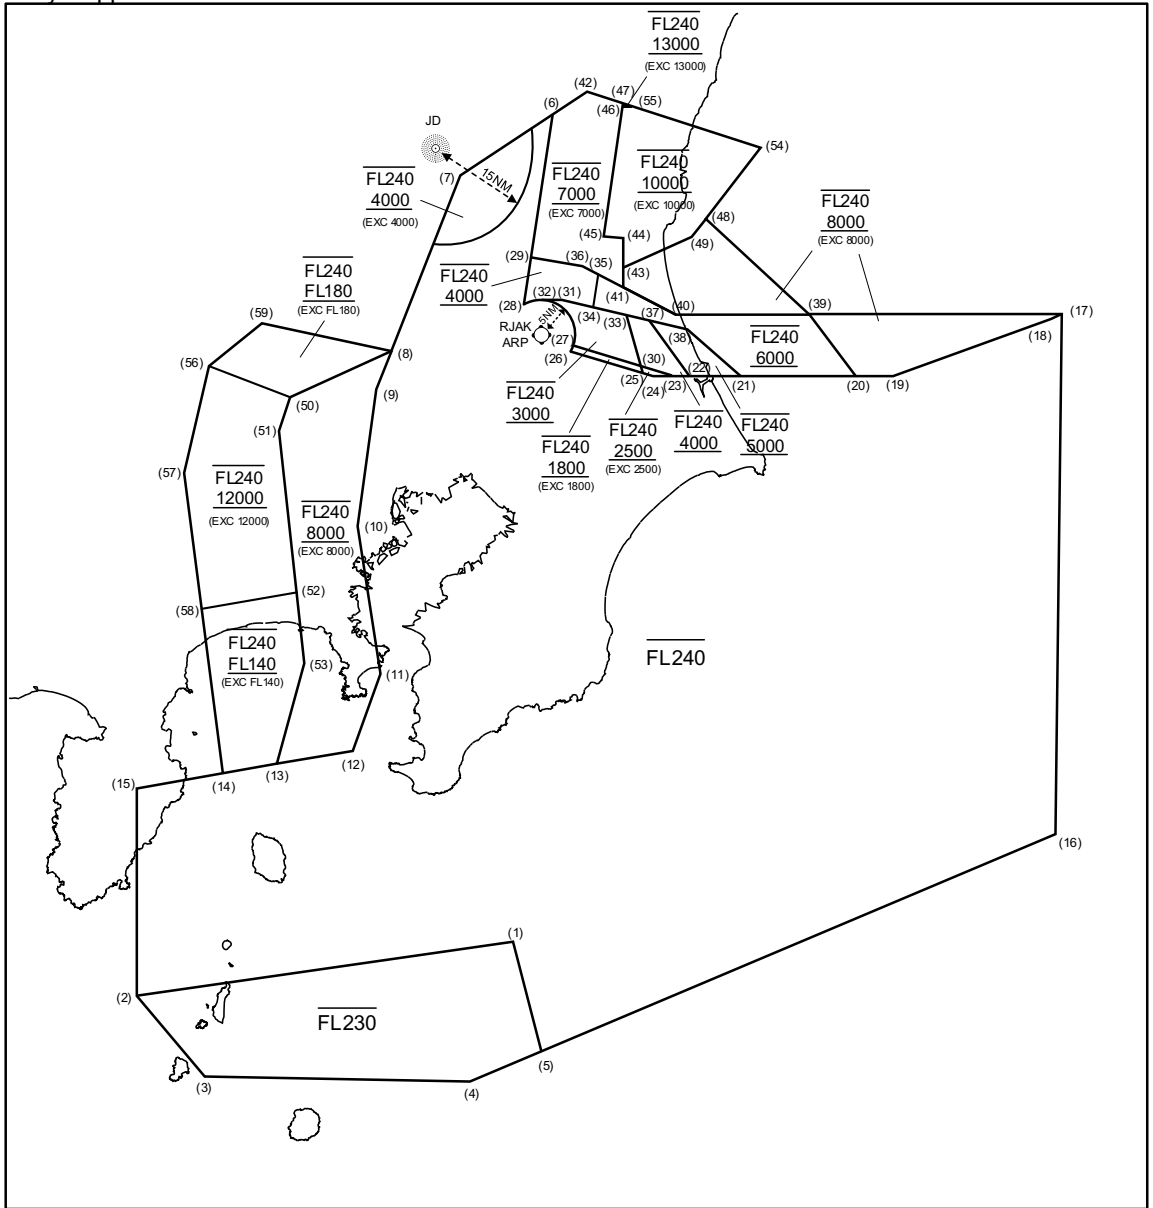 FL240
13000
(EXC 13000)
(42)
(47)
(6)
(46)
(55)
JD
(54)
15NM
(7)
FL240
4000
(EXC 4000)
FL240
7000
(EXC 7000)
FL240
10000
(EXC 10000)
FL240
8000
(EXC 8000)
(48)
(45)
(44)
(49)
(29)
(36)
(35)
(43)
FL240
4000
FL240
FL180
(EXC FL180)
(28)
(32)
(31)
(41)
(40)
(39)
(17)
(59)
5NM
(34)
(33)
(37)
(18)
RJAK
ARP
(27)
(38)
FL240
6000
(8)
(26)
(30)
(56)
(25)
(22)
(24)
(23)
(21)
(20)
(19)
(9)
(50)
FL240
3000
FL240
1800
(EXC 1800)
FL240
2500
(EXC 2500)
FL240
4000
FL240
5000
(51)
(57)
FL240
12000
(EXC 12000)
FL240
8000
(EXC 8000)
(10)
(52)
(58)
FL240
FL140
(EXC FL140)
(53)
(11)
FL240
(12)
(13)
(14)
(15)
(16)
(1)
(2)
FL230
(5)
(3)
(4)